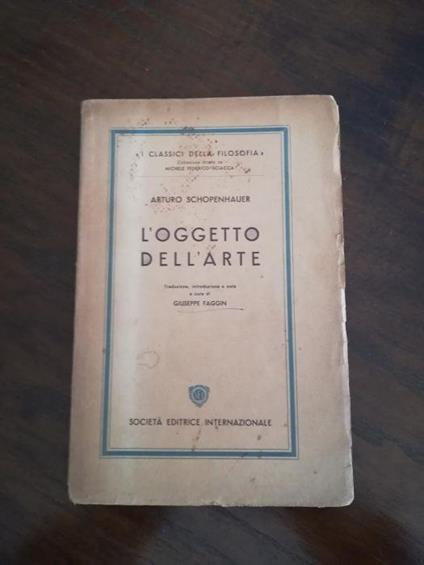 « I CLASSICI DELLA FILOSOFIA »
Collezione diretta da
MICHELE FEDERICO SCIACCA
ARTURO SCHOPENHAUER
L'OGGETTO
DELL'ARTE
Traduzione, introduzione e note
a cura di
GIUSEPPE FAGGIN
SEI
SOCIETÀ EDITRICE INTERNAZIONALE